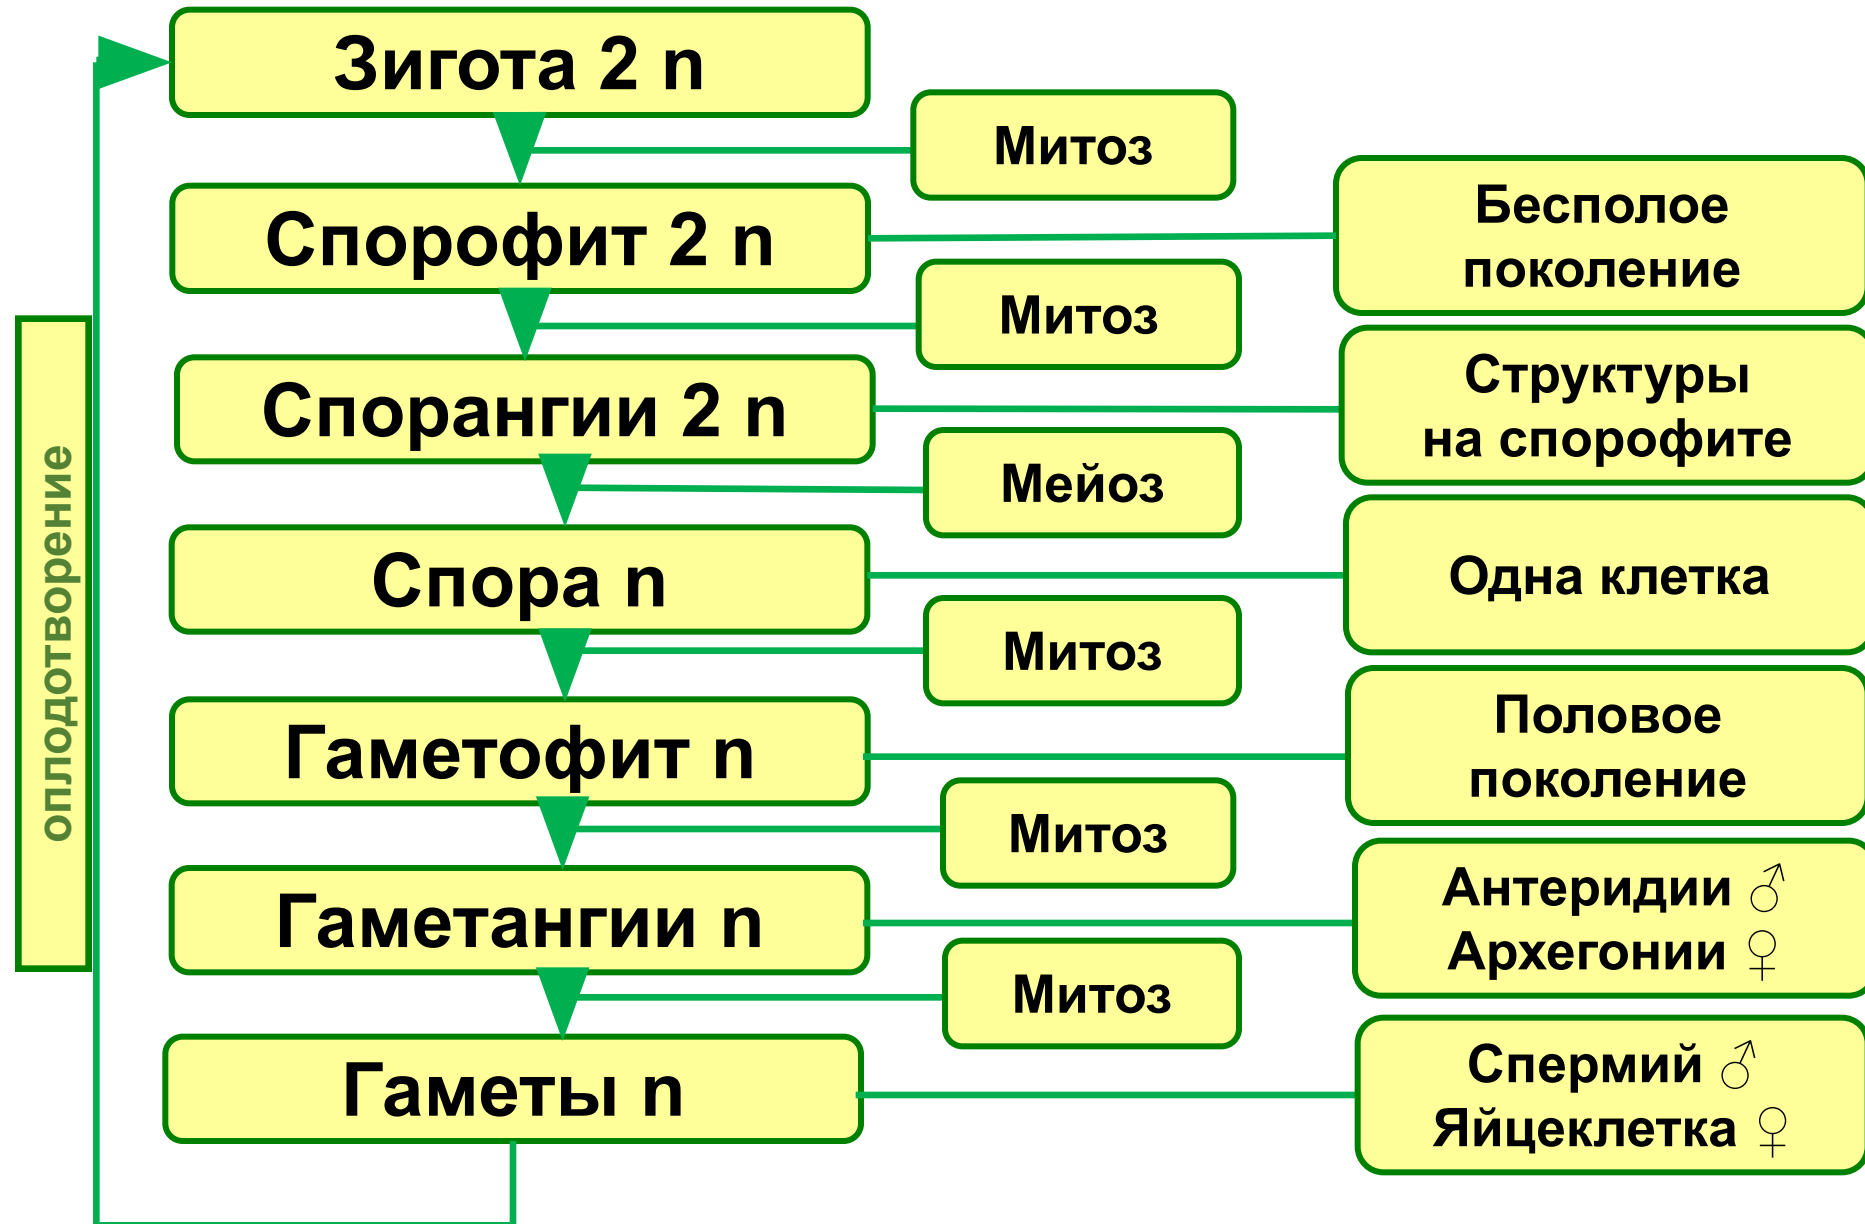 Зигота 2 n
Митоз
Спорофит 2 n
Бесполое
поколение
Митоз
Спорангии 2 n
Структуры
на спорофите
Мейоз
Спора n
Одна клетка
Митоз
Гаметофит n
Половое
поколение
Митоз
Гаметангии n
Антеридии ♂
Архегонии ♀
Митоз
Гаметы n
Спермий ♂
Яйцеклетка ♀
оплодотворение